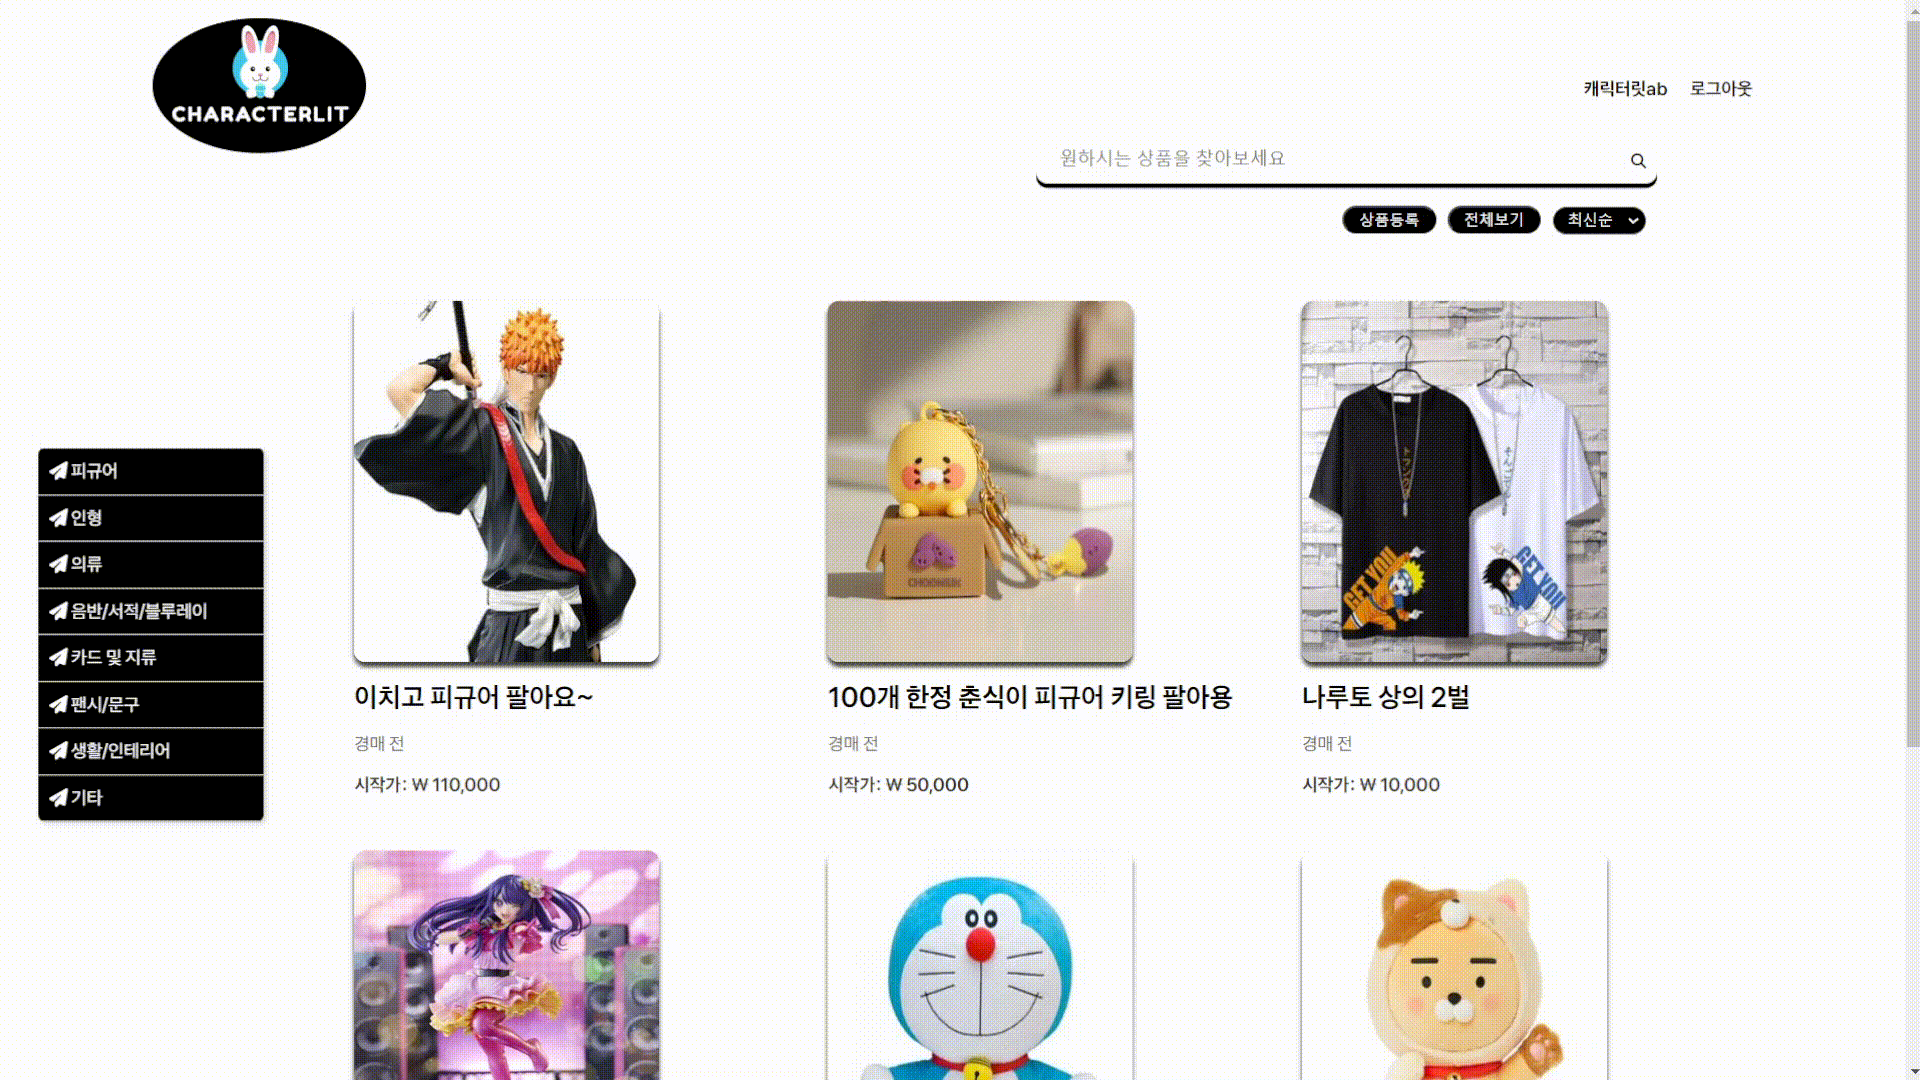 CHARACTERLIT
캐릭터릿ab 로그아웃
원하시는 상품을 찾아보세요
상품등록 전체보기 최신순
피규어
인형
의류
음반/서적/블루레이
카드 및 지류
팬시/문구
생활/인테리어
기타
CHOONSIK
GET YOU
GET YOU
이치고 피규어 팔아요~
경매 전
시작가: ₩ 110,000
100개 한정 춘식이 피규어 키링 팔아용
경매 전
시작가: ₩ 50,000
나루토 상의 2벌
경매 전
시작가: ₩ 10,000